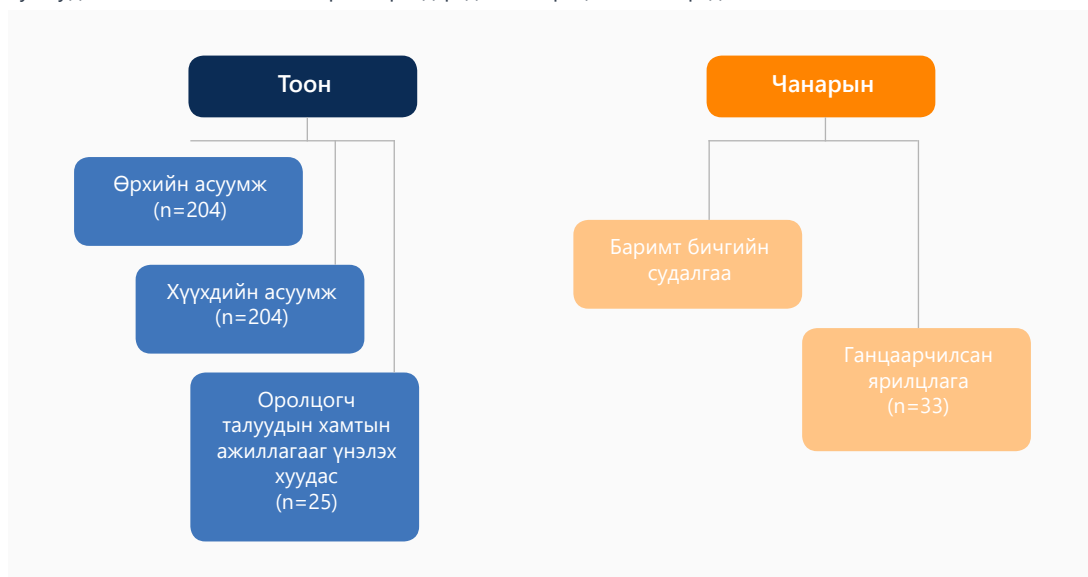 Тоон
Өрхийн асуумж
(n=204)
Хүүхдийн асуумж
(n=204)
Оролцогч
талуудын хамтын
ажиллагааг үнэлэх
хуудас
(n=25)
Чанарын
Баримт бичгийн
судалгаа
Ганцаарчилсан
ярилцлага
(n=33)